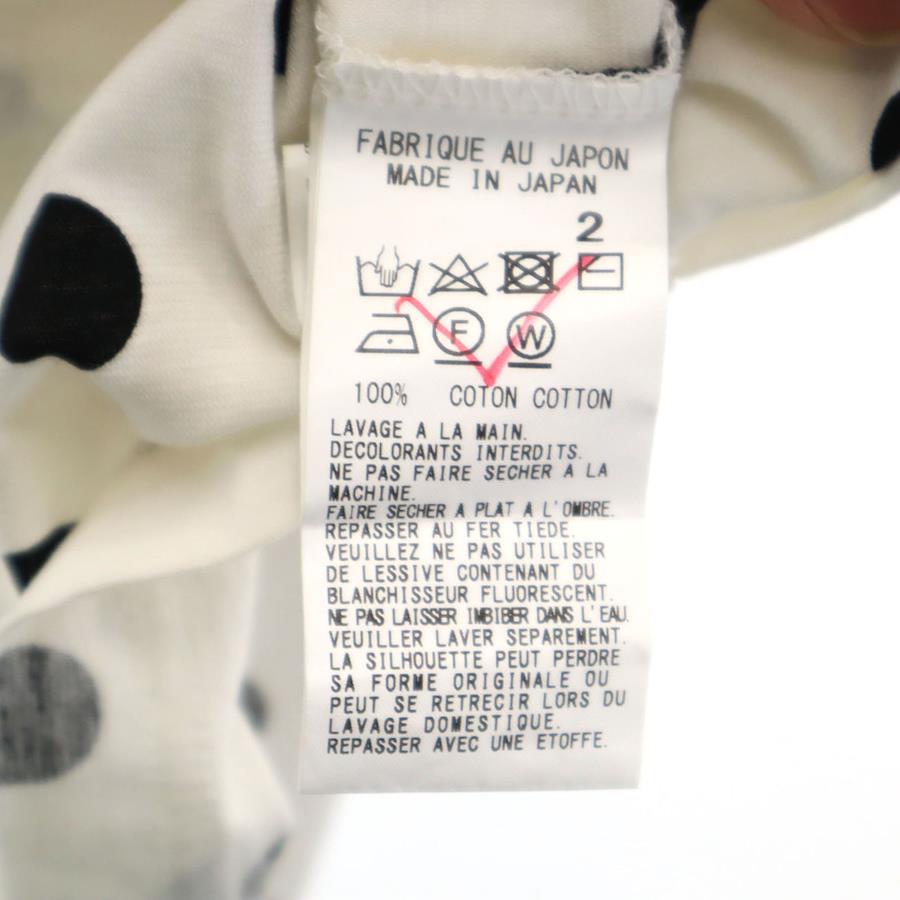 FABRIQUE AU JAPON
MADE IN JAPAN
2
F W
100% COTON COTTON
LAVAGE A LA MAIN.
DECOLORANTS INTERDITS.
NE PAS FAIRE SECHER A LA
MACHINE.
FAIRE SECHER A PLAT A L'OMBRE.
REPASSER AU FER TIEDE.
VEUILLEZ NE PAS UTILISER
DE LESSIVE CONTENANT DU
BLANCHISSEUR FLUORESCENT.
NE PAS LAISSER IMBIBER DANS L'EAU.
VEUILLER LAVER SEPAREMENT.
LA SILHOUETTE PEUT PERDRE
SA FORME ORIGINALE OU
PEUT SE RETRECIR LORS DU
LAVAGE DOMESTIQUE.
REPASSER AVEC UNE ETOFFE.